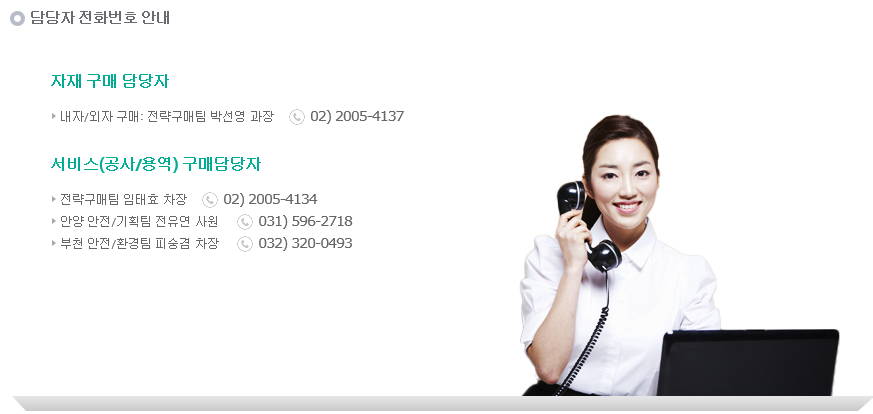 담당자 전화번호 안내
자재 구매 담당자
내자/외자 구매: 전략구매팀 박선영 과장 02) 2005-4137
서비스(공사/용역) 구매담당자
전략구매팀 임태호 차장 02) 2005-4134
안양 안전/기획팀 전유연 사원 031) 596-2718
부천 안전/환경팀 피숭겸 차장 032) 320-0493